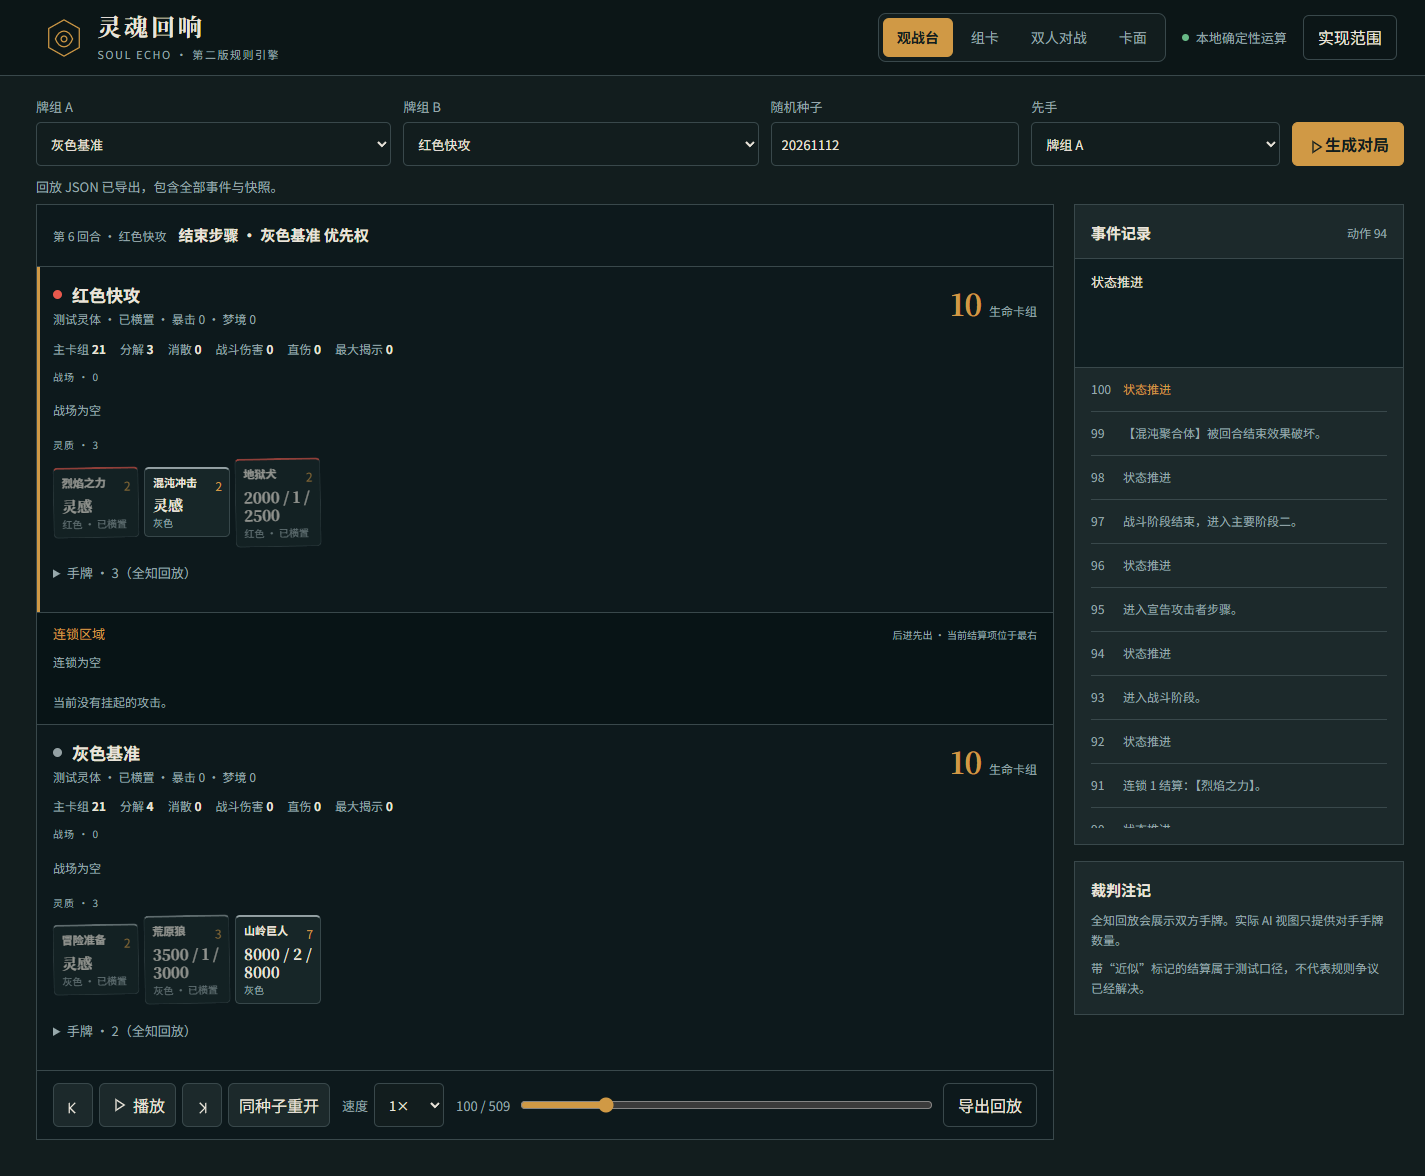 灵魂回响
SOUL ECHO · 第二版规则引擎
观战台 组卡 双人对战 卡面
本地确定性运算
实现范围
牌组 A
灰色基准
牌组 B
红色快攻
随机种子
20261112
先手
牌组 A
生成对局
回放 JSON 已导出，包含全部事件与快照。
第 6 回合 · 红色快攻 结束步骤 · 灰色基准 优先权
红色快攻
测试灵体 · 已横置 · 暴击 0 · 梦境 0
10 生命卡组
主卡组 21 分解 3 消散 0 战斗伤害 0 直伤 0 最大揭示 0
战场 · 0
战场为空
灵质 · 3
烈焰之力 2
灵感
红色 · 已横置
混沌冲击 2
灵感
灰色
地狱犬 2
2000 / 1 /
2500
红色 · 已横置
手牌 · 3（全知回放）
连锁区域
后进先出 · 当前结算项位于最右
连锁为空
当前没有挂起的攻击。
灰色基准
测试灵体 · 已横置 · 暴击 0 · 梦境 0
10 生命卡组
主卡组 21 分解 4 消散 0 战斗伤害 0 直伤 0 最大揭示 0
战场 · 0
战场为空
灵质 · 3
冒险准备 2
灵感
灰色 · 已横置
荒原狼 3
3500 / 1 /
3000
灰色 · 已横置
山岭巨人 7
8000 / 2 /
8000
灰色
手牌 · 2（全知回放）
播放
同种子重开
速度
1×
100 / 509
导出回放
事件记录
动作 94
状态推进
100 状态推进
99 【混沌聚合体】被回合结束效果破坏。
98 状态推进
97 战斗阶段结束，进入主要阶段二。
96 状态推进
95 进入宣告攻击者步骤。
94 状态推进
93 进入战斗阶段。
92 状态推进
91 连锁 1 结算：【烈焰之力】。
90 状态推进
裁判注记
全知回放会展示双方手牌。实际 AI 视图只提供对手手牌
数量。
带“近似”标记的结算属于测试口径，不代表规则争议
已经解决。